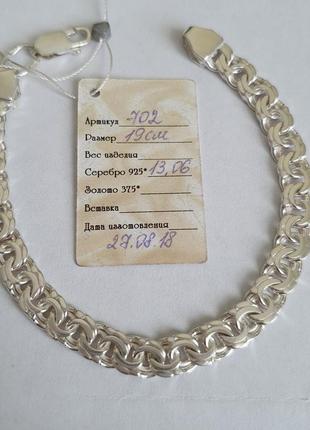 Артикул 702
Размер 19см
Вес изделия
Серебро 925* 13,06
Золото 375*
Вставка
Дата изготовления
27.08.18